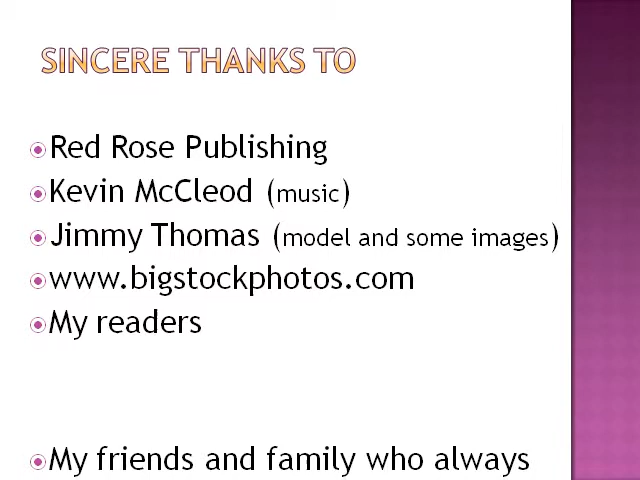 SINCERE THANKS TO
Red Rose Publishing
Kevin McCleod (music)
Jimmy Thomas (model and some images)
www.bigstockphotos.com
My readers
My friends and family who always